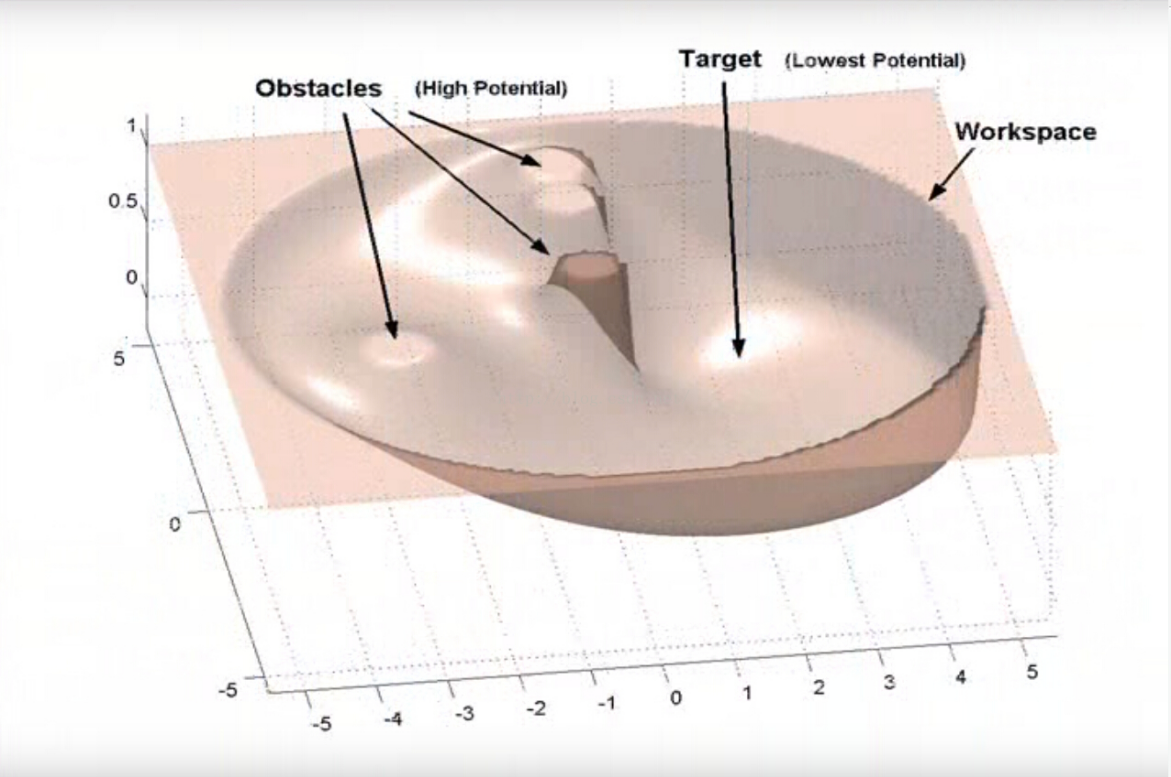 Target (Lowest Potential)
Obstacles (High Potential)
Workspace
1
0.5
0
5
0
-5
-5 -4 -3 -2 -1 0 1 2 3 4 5